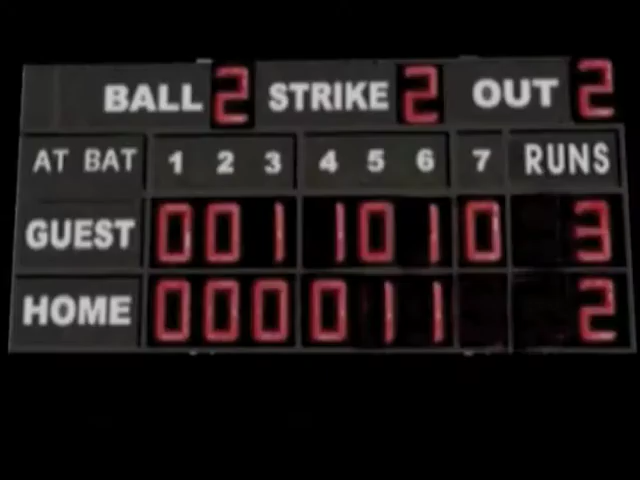 BALL 2 STRIKE 2 OUT 2
AT BAT 1 2 3 4 5 6 7 RUNS
GUEST 0 0 1 1 0 1 0 3
HOME 0 0 0 0 1 1 2